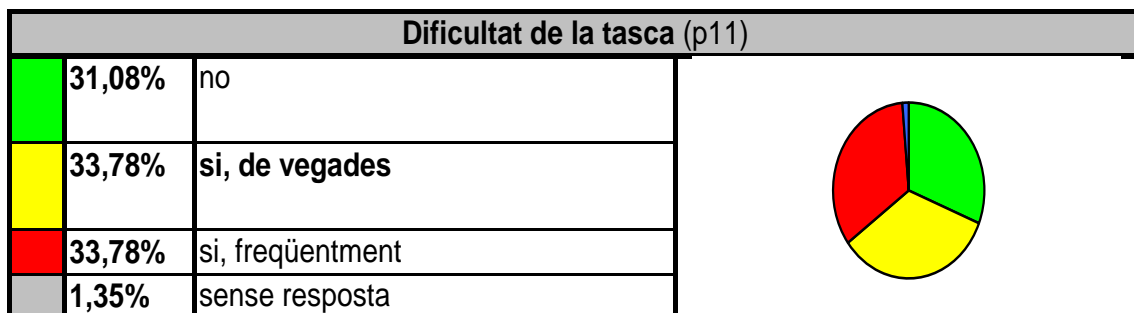 Dificultat de la tasca (p11)
31,08% no
33,78% si, de vegades
33,78% si, freqüentment
1,35% sense resposta